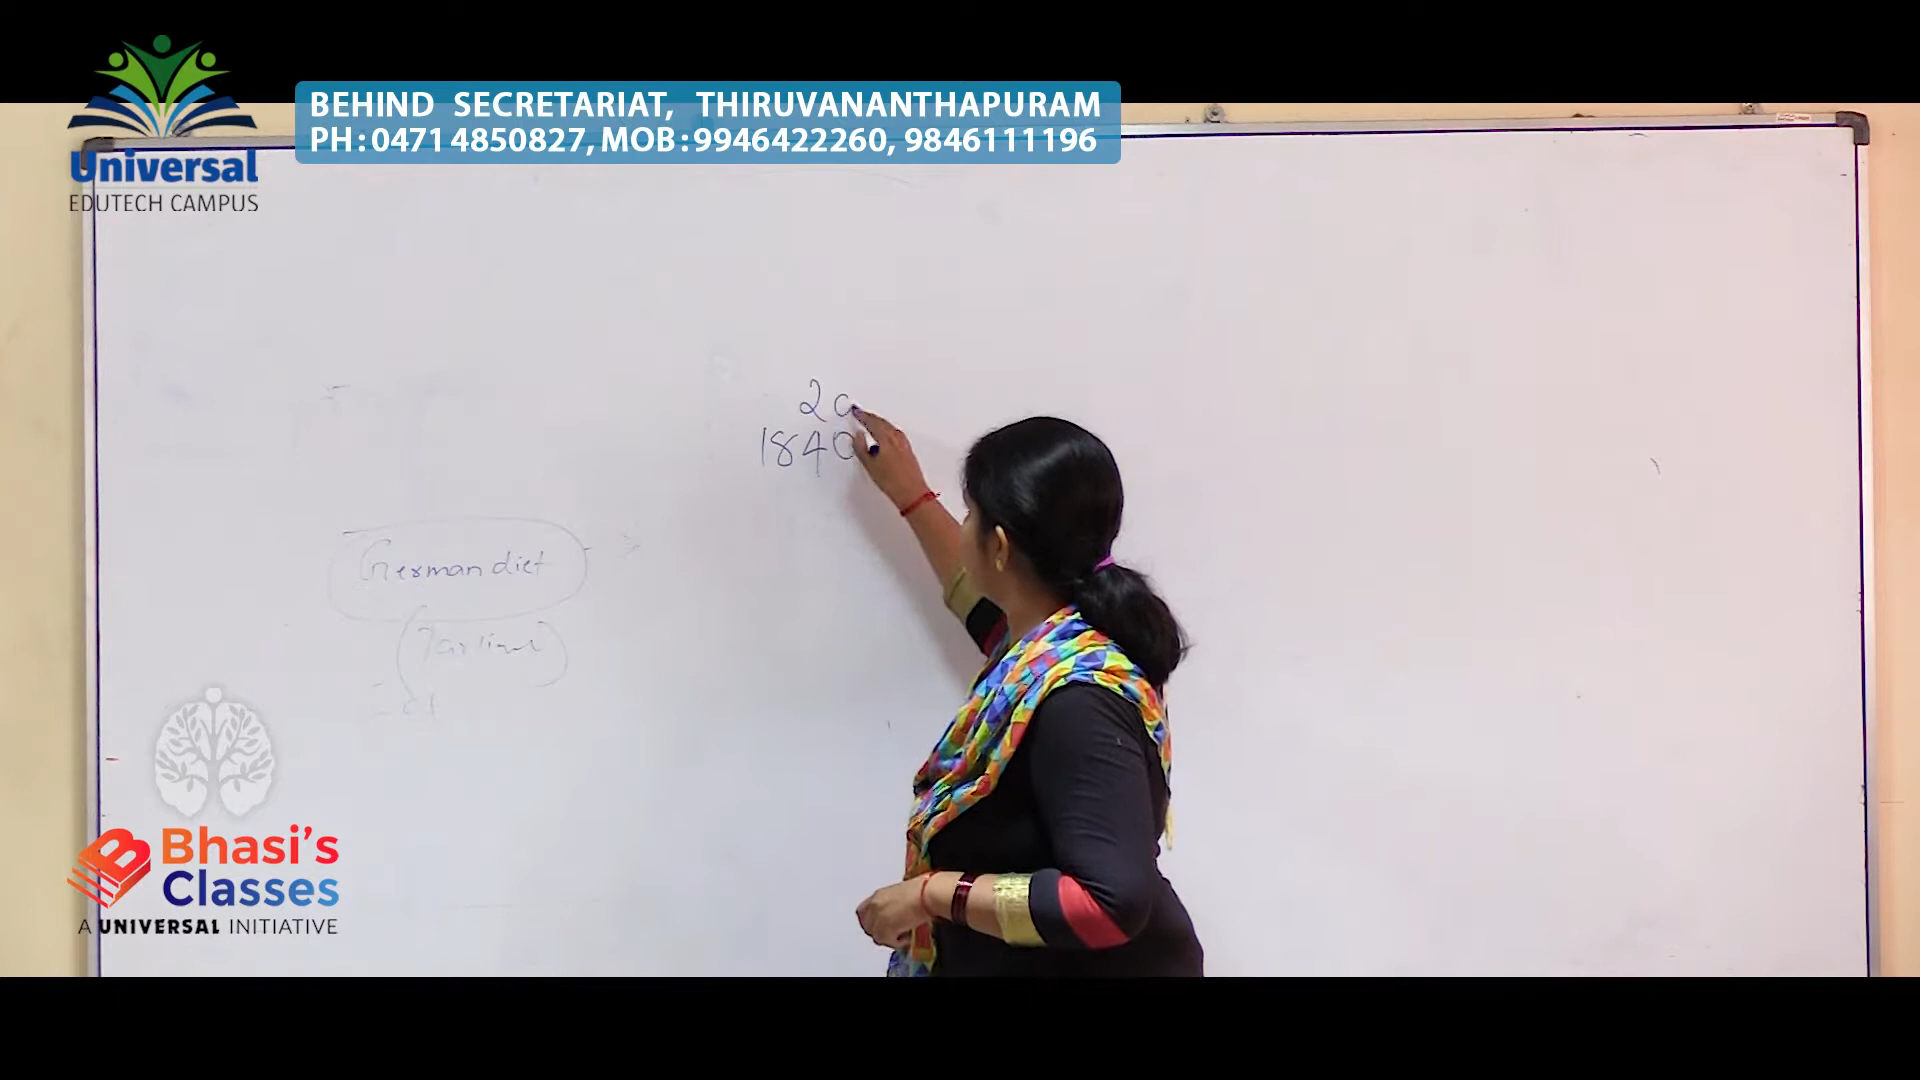 BEHIND SECRETARIAT, THIRUVANANTHAPURAM
PH : 0471 4850827, MOB : 9946422260, 9846111196
Universal
EDUTECH CAMPUS
2
1840
German diet
Bhasi's
Classes
A UNIVERSAL INITIATIVE